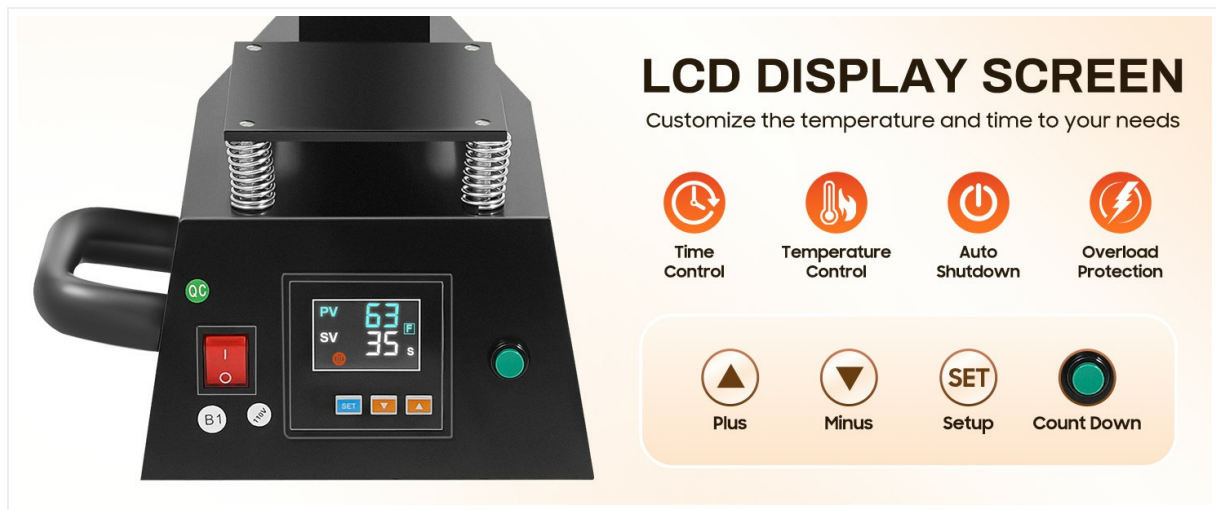 LCD DISPLAY SCREEN
Customize the temperature and time to your needs
Time
Control
Temperature
Control
Auto
Shutdown
Overload
Protection
QC
PV 63 F
SV 35 S
I
O
SET
B1
110V
SET
Plus
Minus
Setup
Count Down